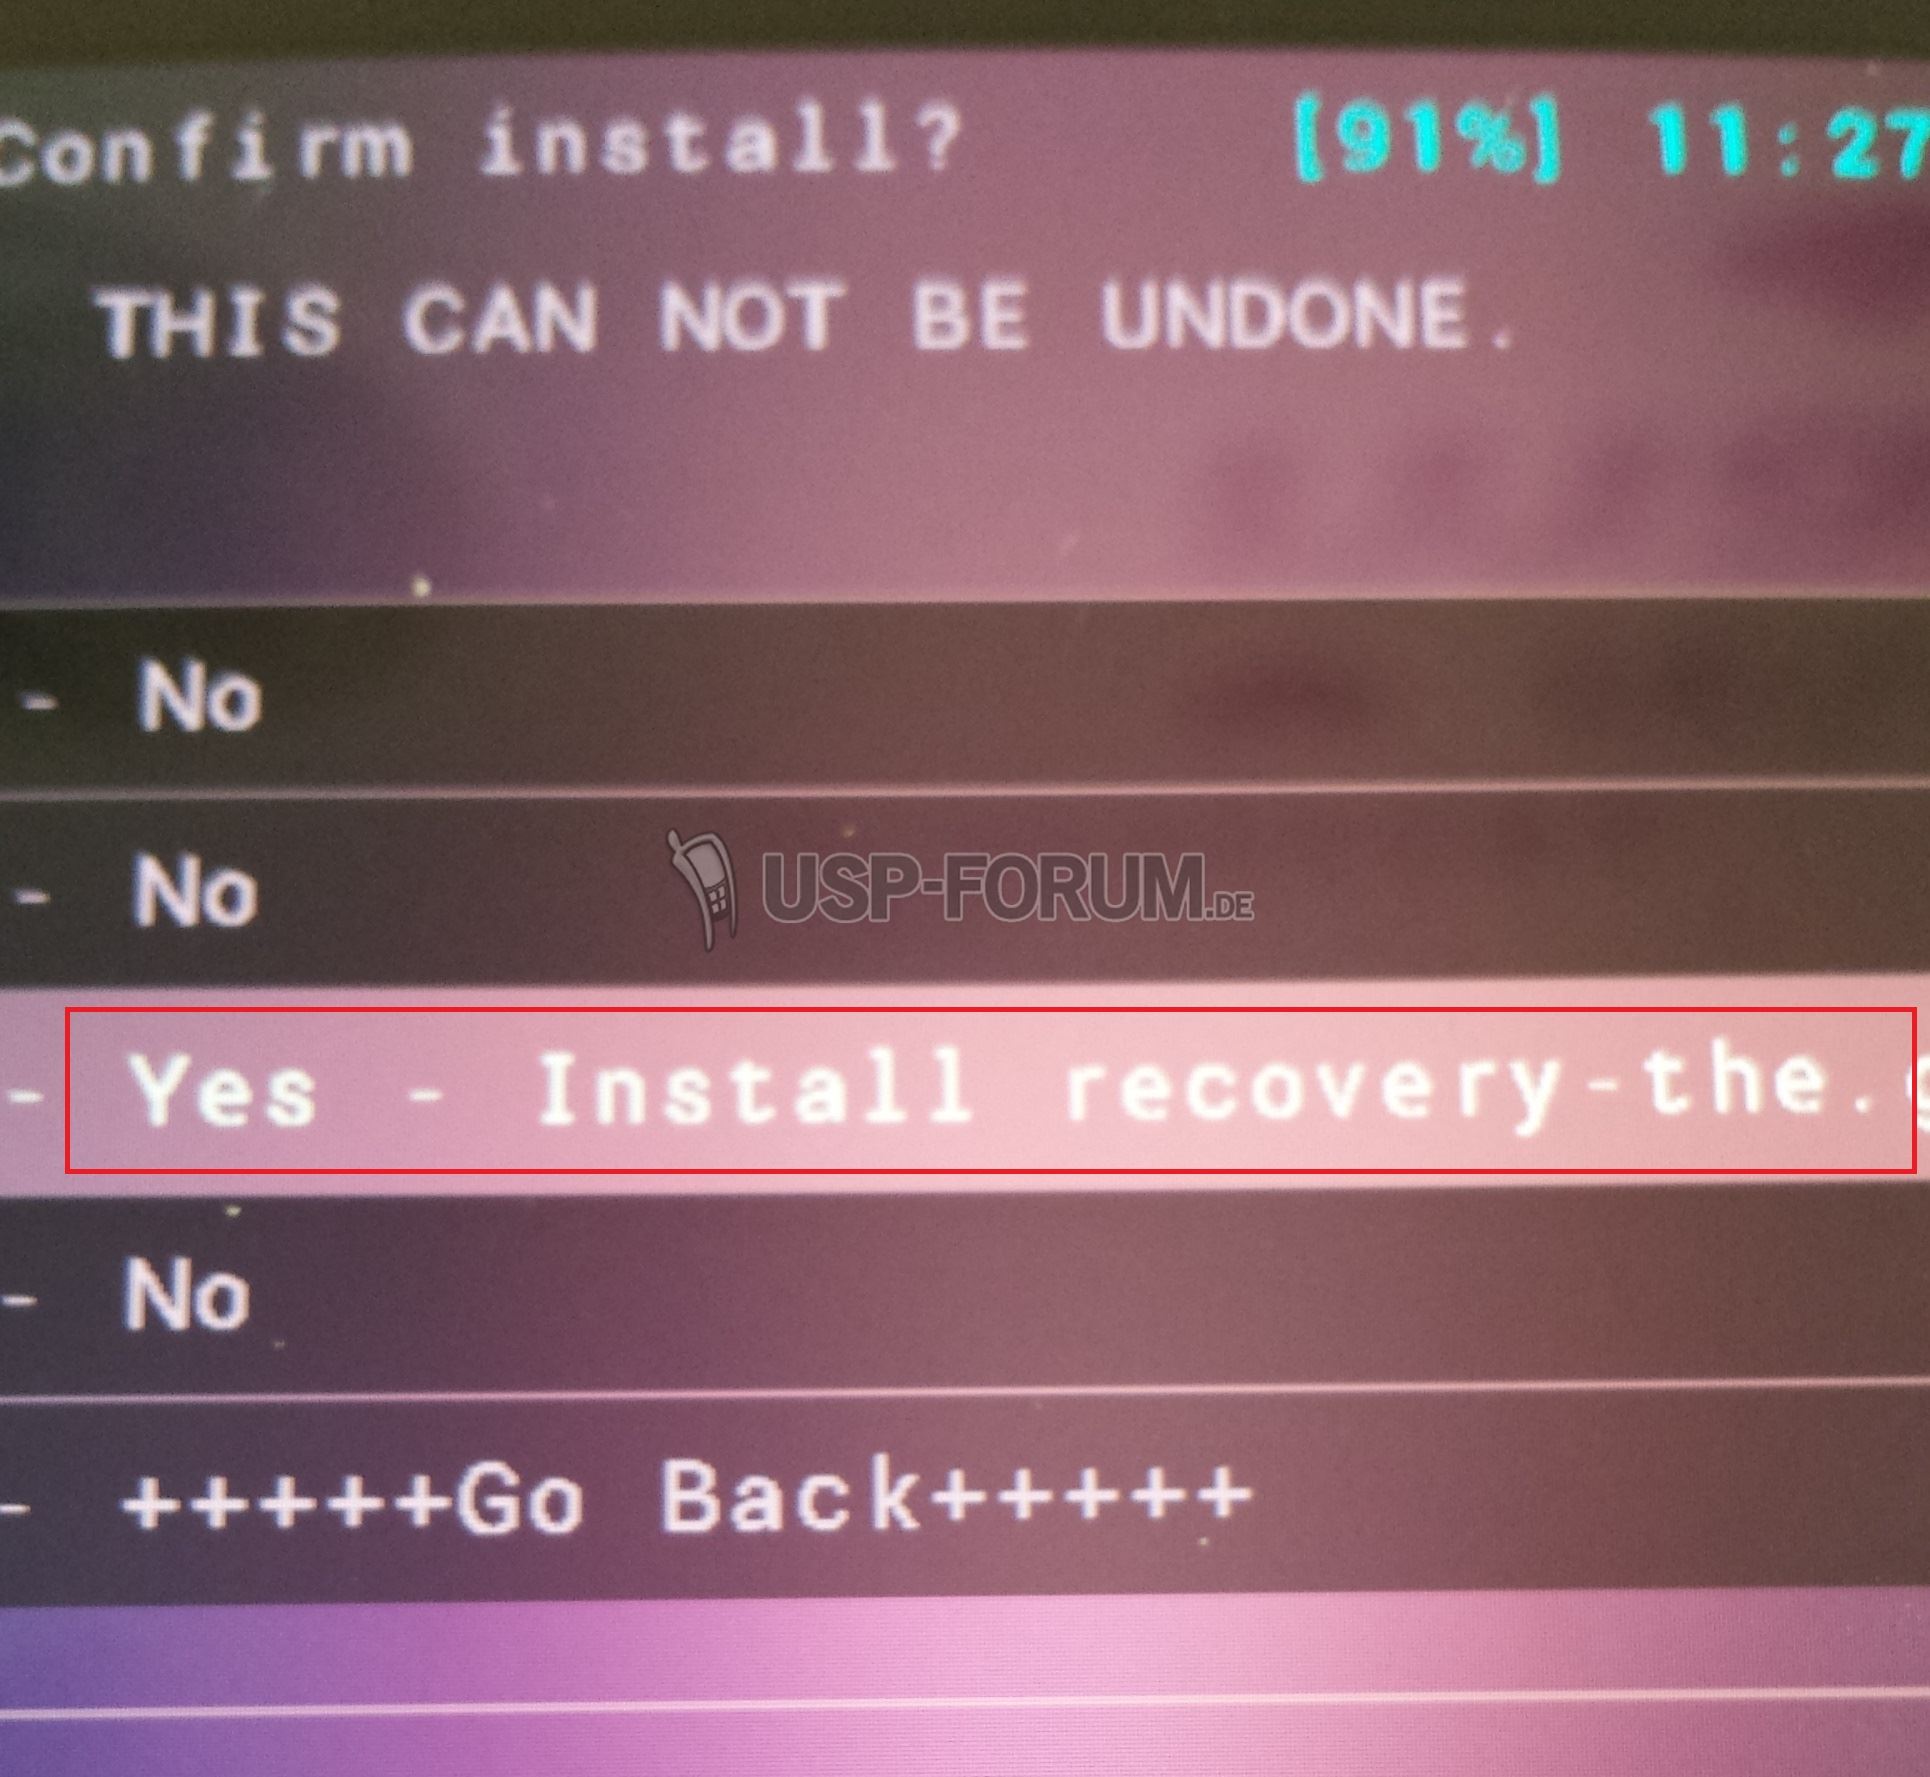 Confirm install? [91%] 11:27
THIS CAN NOT BE UNDONE.
- No
- No
USP-FORUM.DE
- Yes - Install recovery-the.
- No
- +++++Go Back+++++